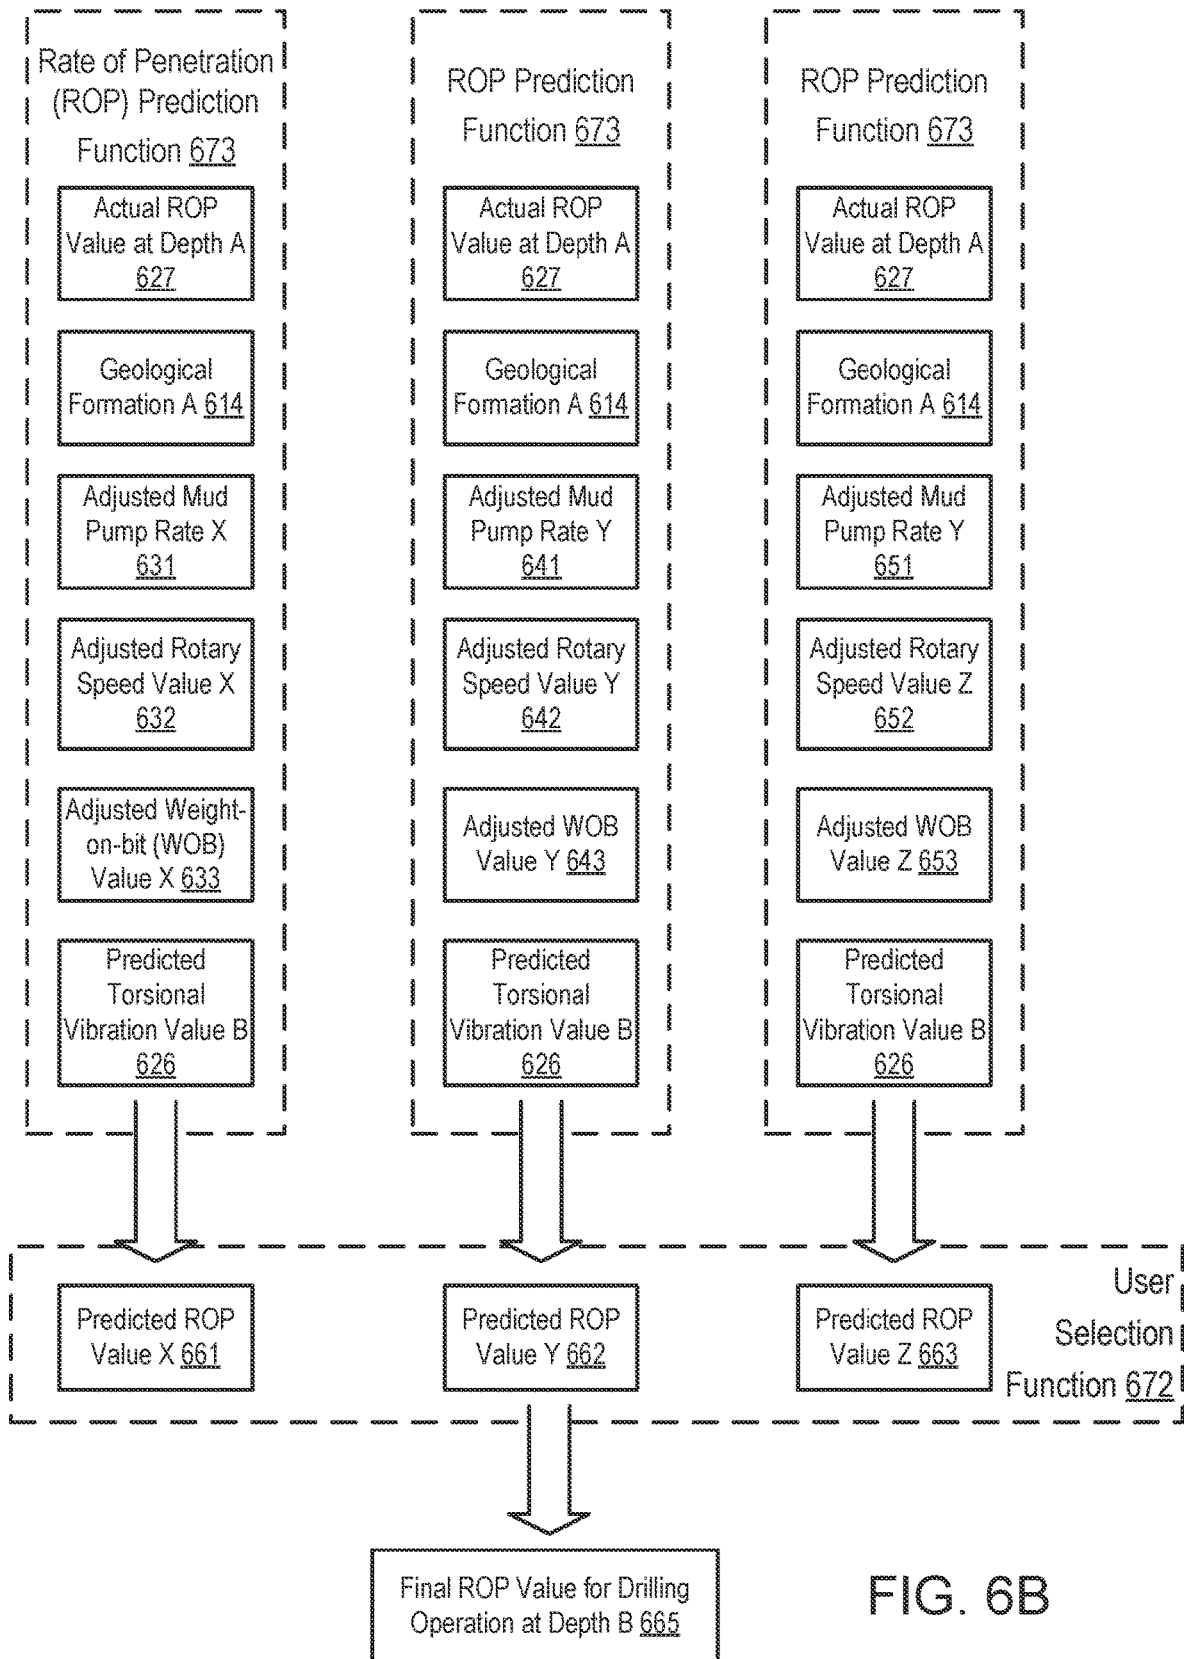 Rate of Penetration
(ROP) Prediction
Function 673
Actual ROP
Value at Depth A
627
Geological
Formation A 614
Adjusted Mud
Pump Rate X
631
Adjusted Rotary
Speed Value X
632
Adjusted Weight-
on-bit (WOB)
Value X 633
Predicted
Torsional
Vibration Value B
626
ROP Prediction
Function 673
Actual ROP
Value at Depth A
627
Geological
Formation A 614
Adjusted Mud
Pump Rate Y
641
Adjusted Rotary
Speed Value Y
642
Adjusted WOB
Value Y 643
Predicted
Torsional
Vibration Value B
626
ROP Prediction
Function 673
Actual ROP
Value at Depth A
627
Geological
Formation A 614
Adjusted Mud
Pump Rate Y
651
Adjusted Rotary
Speed Value Z
652
Adjusted WOB
Value Z 653
Predicted
Torsional
Vibration Value B
626
Predicted ROP
Value X 661
Predicted ROP
Value Y 662
Predicted ROP
Value Z 663
User
Selection
Function 672
Final ROP Value for Drilling
Operation at Depth B 665
FIG. 6B